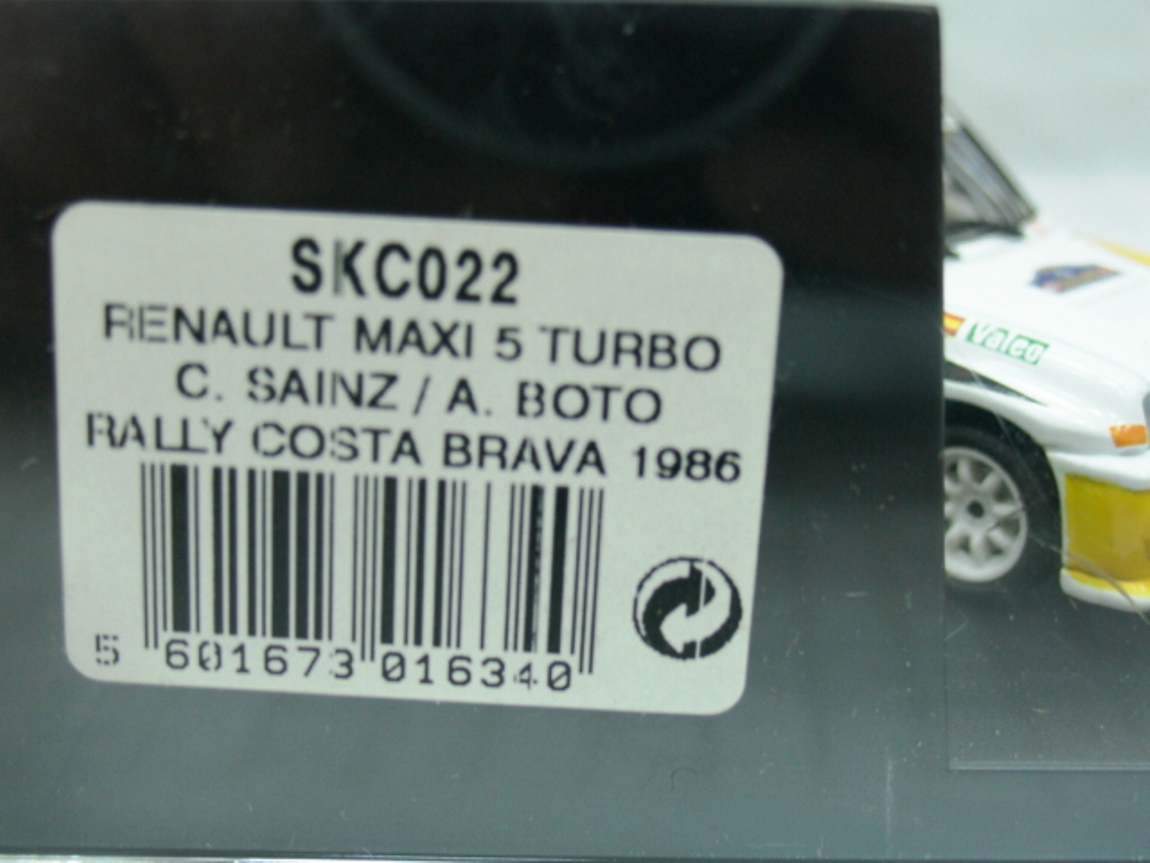 SKC022
RENAULT MAXI 5 TURBO
C. SAINZ / A. BOTO
RALLY COSTA BRAVA 1986
5 601673 016340
Valeo